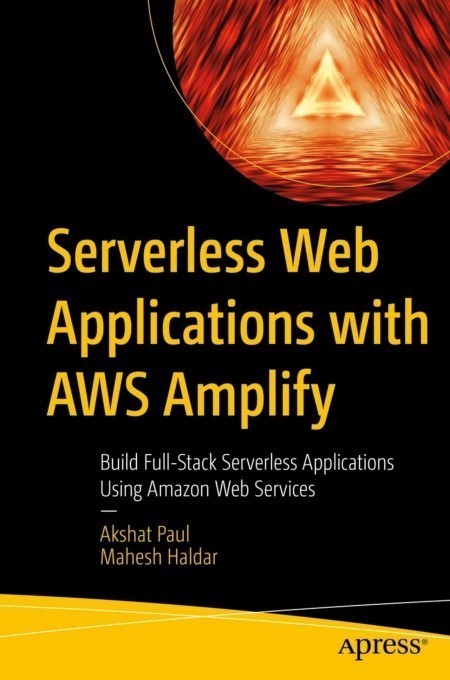 Serverless Web
Applications with
AWS Amplify
Build Full-Stack Serverless Applications
Using Amazon Web Services
—
Akshat Paul
Mahesh Haldar
Apress®